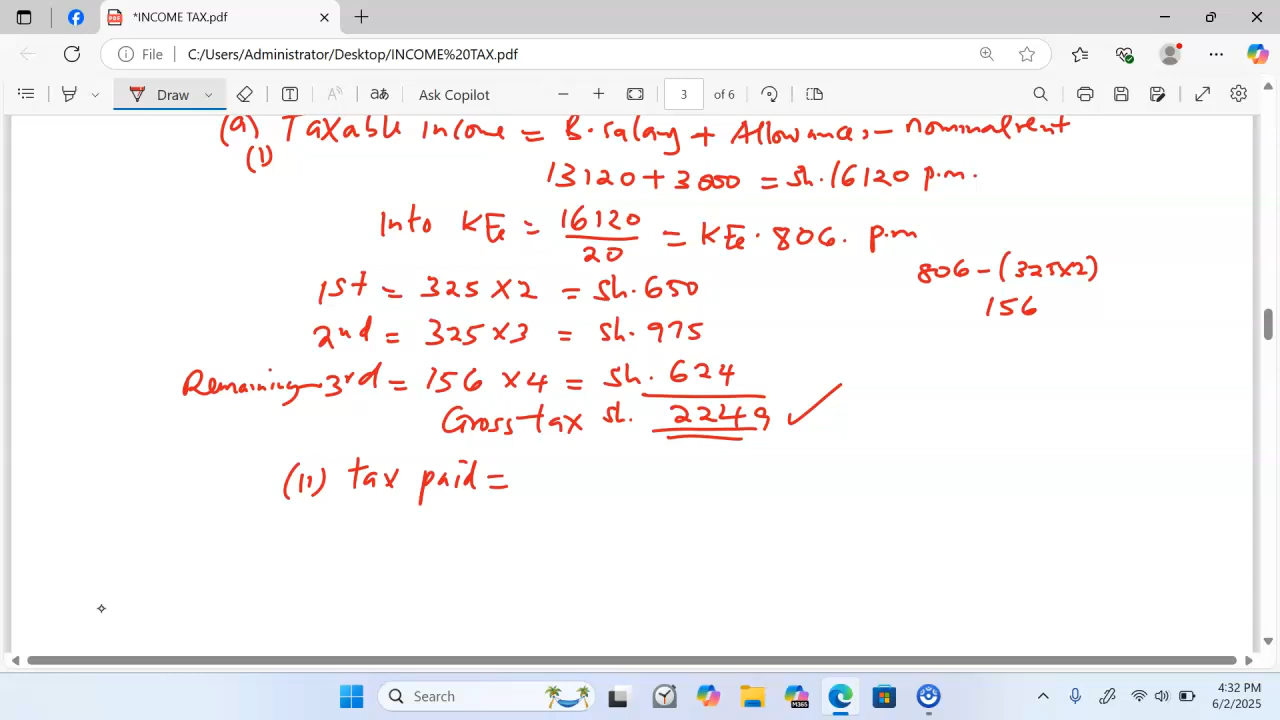 *INCOME TAX.pdf
File C:/Users/Administrator/Desktop/INCOME%20TAX.pdf
Draw Ask Copilot 3 of 6
(a) Taxable Income = B.salary + Allowances - nominal rent
(i)
13120 + 3000 = sh.16120 p.m.
Into K£ = 16120/20 = K£. 806. p.m
806 - (325×2)
156
1st = 325 × 2 = sh.650
2nd = 325 × 3 = sh. 975
Remaining 3rd = 156 × 4 = sh. 624
Gross tax sh. 2249 ✓
(ii) tax paid =
Search
M365
4:32 PM
6/2/2025